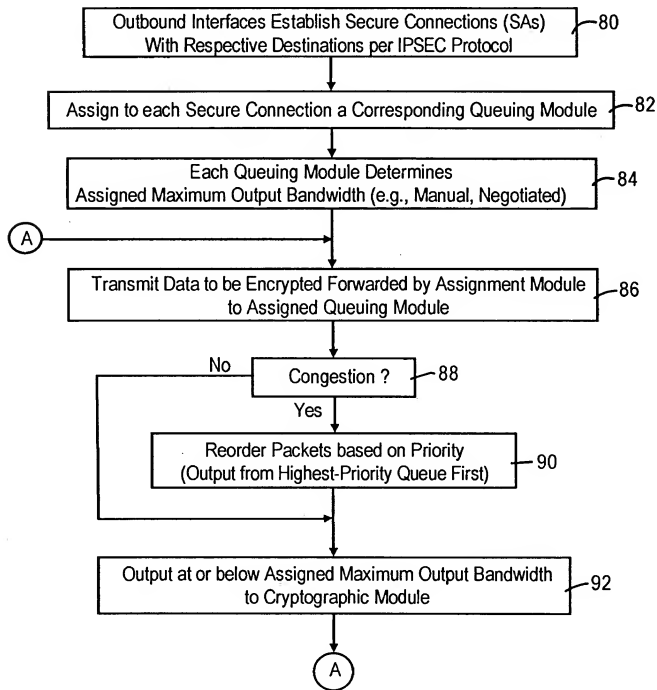 Outbound Interfaces Establish Secure Connections (SAs)
With Respective Destinations per IPSEC Protocol
80
Assign to each Secure Connection a Corresponding Queuing Module
82
Each Queuing Module Determines
Assigned Maximum Output Bandwidth (e.g., Manual, Negotiated)
84
A
Transmit Data to be Encrypted Forwarded by Assignment Module
to Assigned Queuing Module
86
No
Congestion ?
88
Yes
Reorder Packets based on Priority
(Output from Highest-Priority Queue First)
90
Output at or below Assigned Maximum Output Bandwidth
to Cryptographic Module
92
A